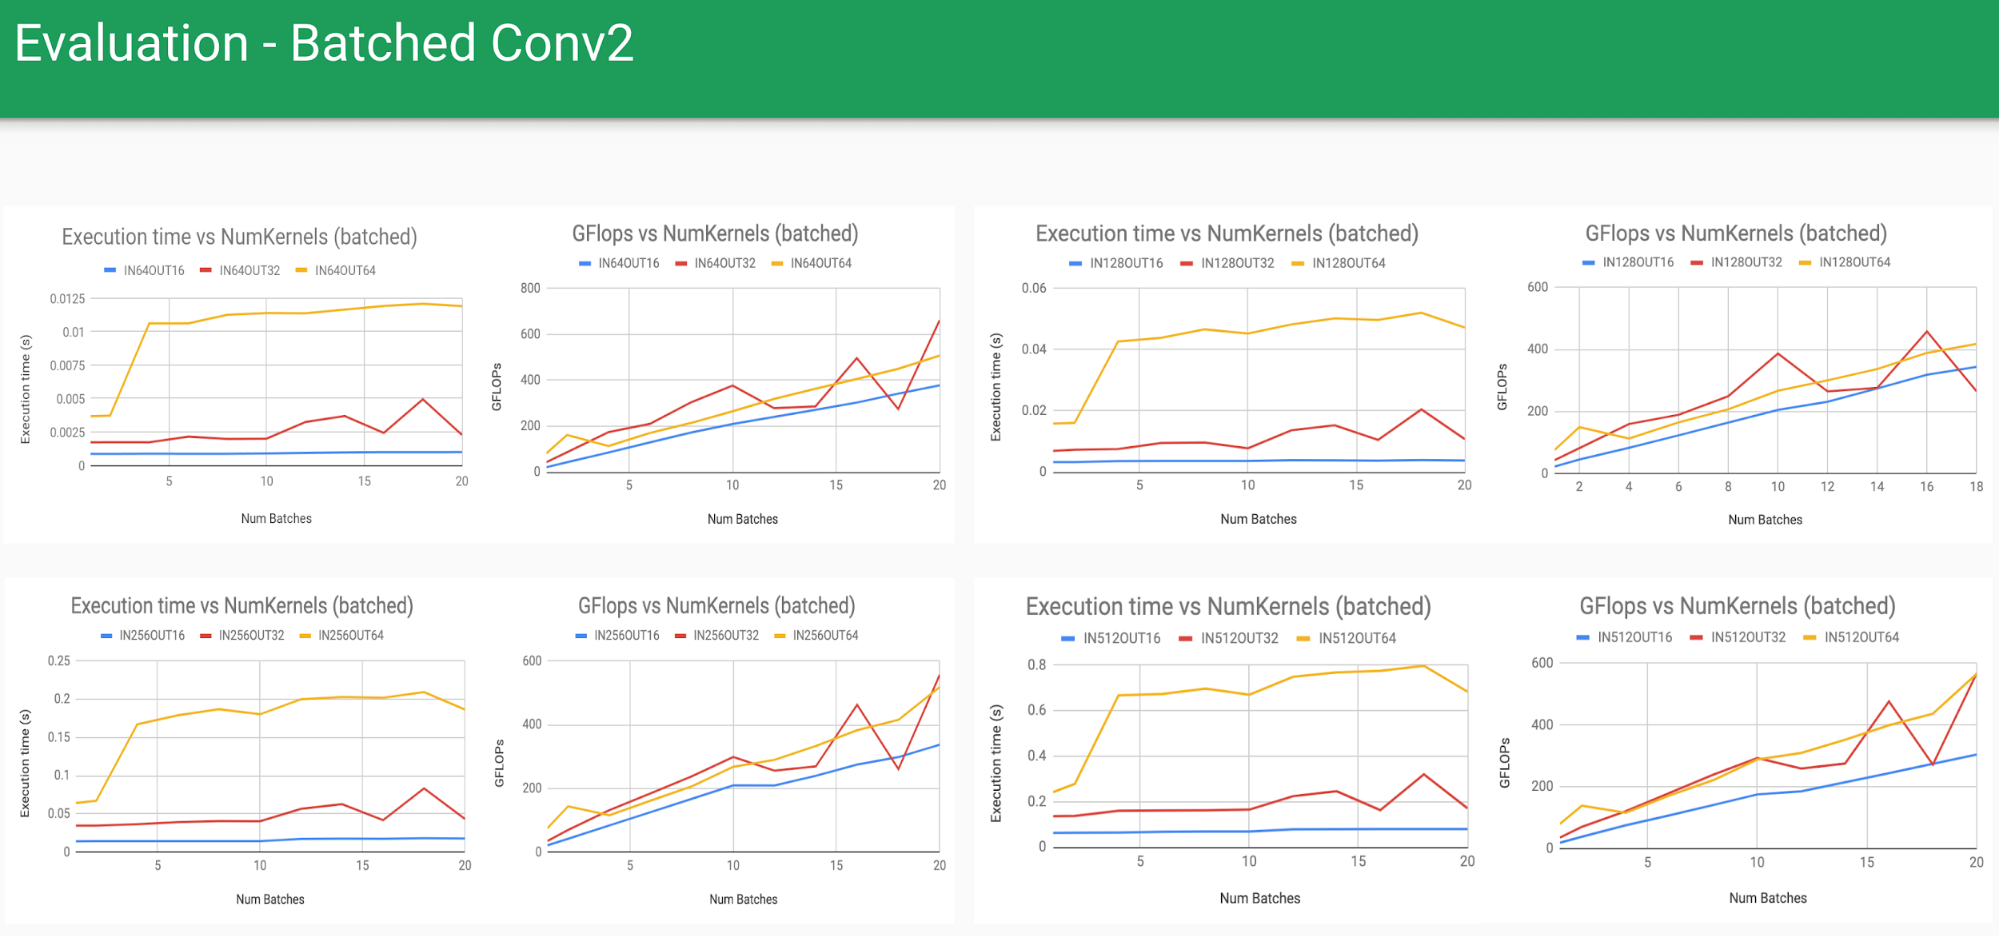 Evaluation - Batched Conv2
Execution time vs NumKernels (batched)
IN64OUT16 IN64OUT32 IN64OUT64
Execution time (s)
0.0125
0.01
0.0075
0.005
0.0025
0
5 10 15 20
Num Batches
GFlops vs NumKernels (batched)
IN64OUT16 IN64OUT32 IN64OUT64
GFLOPs
800
600
400
200
0
5 10 15 20
Num Batches
Execution time vs NumKernels (batched)
IN128OUT16 IN128OUT32 IN128OUT64
Execution time (s)
0.06
0.04
0.02
0
5 10 15 20
Num Batches
GFlops vs NumKernels (batched)
IN128OUT16 IN128OUT32 IN128OUT64
GFLOPs
600
400
200
0
2 4 6 8 10 12 14 16 18
Num Batches
Execution time vs NumKernels (batched)
IN256OUT16 IN256OUT32 IN256OUT64
Execution time (s)
0.25
0.2
0.15
0.1
0.05
0
5 10 15 20
Num Batches
GFlops vs NumKernels (batched)
IN256OUT16 IN256OUT32 IN256OUT64
GFLOPs
600
400
200
0
5 10 15 20
Num Batches
Execution time vs NumKernels (batched)
IN512OUT16 IN512OUT32 IN512OUT64
Execution time (s)
0.8
0.6
0.4
0.2
0
5 10 15 20
Num Batches
GFlops vs NumKernels (batched)
IN512OUT16 IN512OUT32 IN512OUT64
GFLOPs
600
400
200
0
5 10 15 20
Num Batches